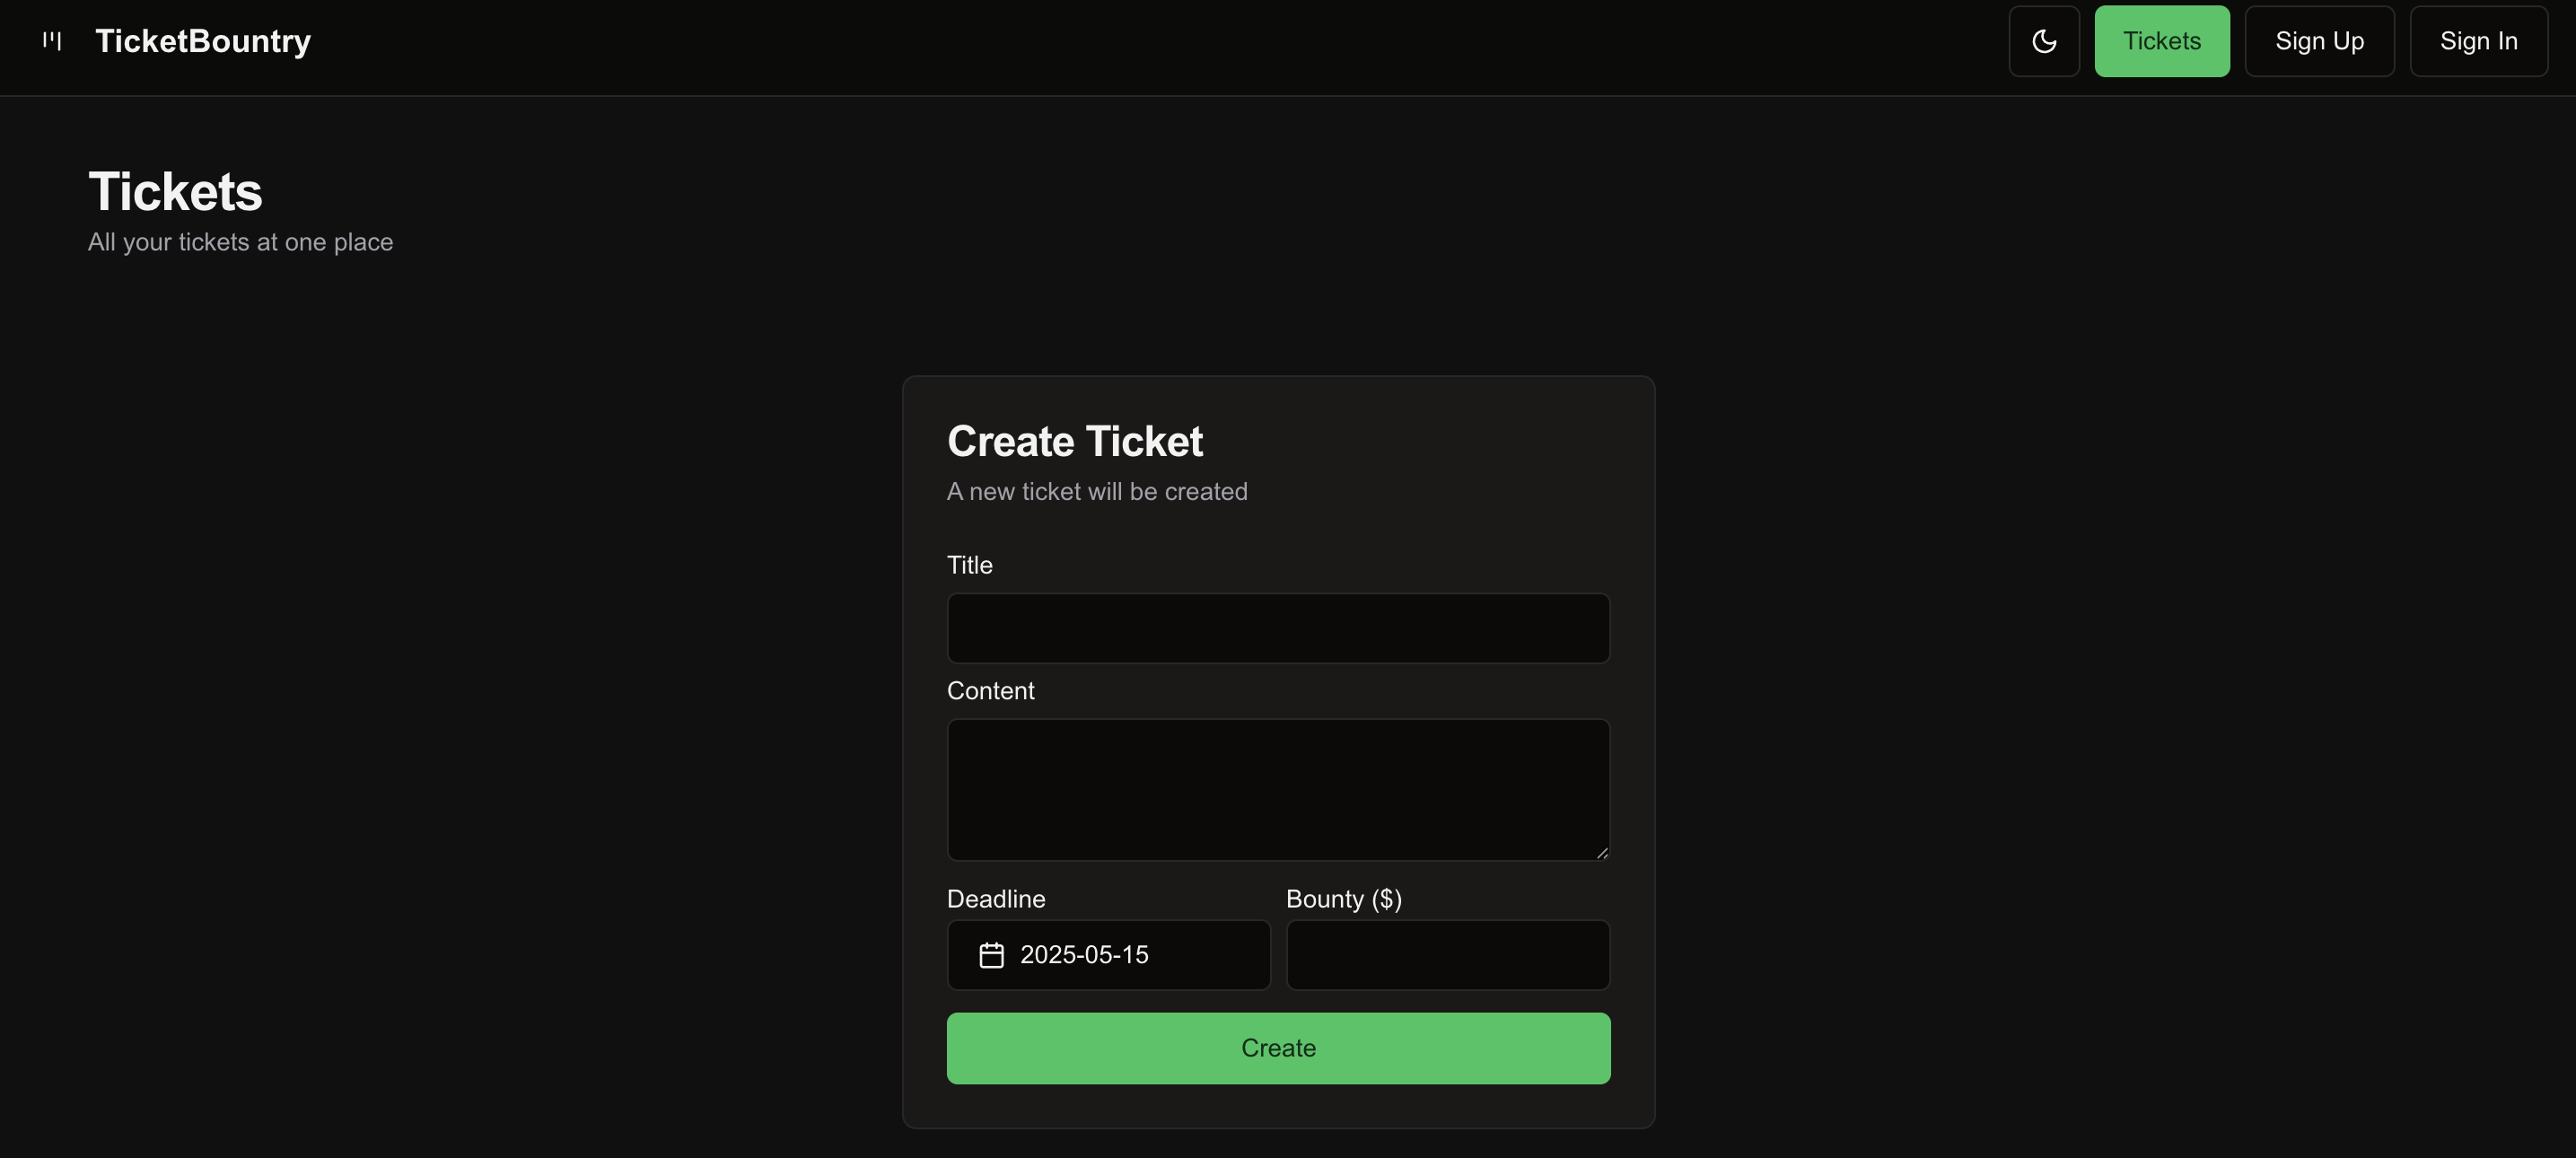 TicketBountry
Tickets
Sign Up
Sign In
Tickets
All your tickets at one place
Create Ticket
A new ticket will be created
Title
Content
Deadline
Bounty ($)
2025-05-15
Create